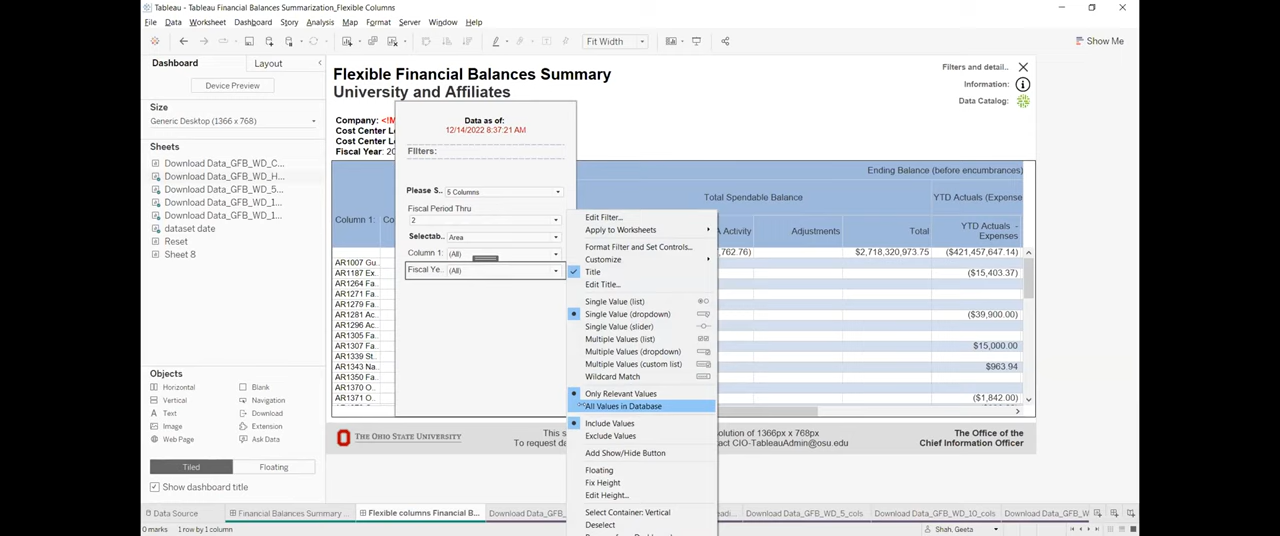 Tableau - Tableau Financial Balances Summarization_Flexible Columns
File Data Worksheet Dashboard Story Analysis Map Format Server Window Help
Fit Width
Show Me
Dashboard Layout
Device Preview
Size
Generic Desktop (1366 x 768)
Sheets
Download Data_GFB_WD_C...
Download Data_GFB_WD_H...
Download Data_GFB_WD_5...
Download Data_GFB_WD_1...
Download Data_GFB_WD_1...
dataset date
Reset
Sheet 8
Objects
Horizontal Blank
Vertical Navigation
Text Download
Image Extension
Web Page Ask Data
Tiled Floating
Show dashboard title
Flexible Financial Balances Summary
University and Affiliates
Filters and detail..
Information:
Data Catalog:
Company: <!M
Cost Center L
Cost Center L
Fiscal Year: 20
Data as of:
12/14/2022 8:37:21 AM
Filters:
Please S.. 5 Columns
Fiscal Period Thru
2
Selectab.. Area
Column 1: (All)
Fiscal Ye.. (All)
Ending Balance (before encumbrances)
Total Spendable Balance
YTD Actuals (Expense
Column 1: Co
A Activity Adjustments Total YTD Actuals - Expenses
,762.76) $2,718,320,973.75 ($421,457,647.14)
AR1007 Gu.
AR1187 Ex.. ($15,403.37)
AR1264 Fa..
AR1271 Fa..
AR1279 Fa..
AR1281 Ac.. ($39,900.00)
AR1296 Ac..
AR1305 Fa..
AR1307 Fa.. $15,000.00
AR1339 St..
AR1343 Na.. $963.94
AR1350 Fa..
AR1370 O..
AR1371 O.. ($1,842.00)
Edit Filter...
Apply to Worksheets
Format Filter and Set Controls...
Customize
Title
Edit Title...
Single Value (list)
Single Value (dropdown)
Single Value (slider)
Multiple Values (list)
Multiple Values (dropdown)
Multiple Values (custom list)
Wildcard Match
Only Relevant Values
All Values in Database
Include Values
Exclude Values
Add Show/Hide Button
Floating
Fix Height
Edit Height...
Select Container: Vertical
Deselect
THE OHIO STATE UNIVERSITY
This s
To request da
solution of 1366px x 768px
ct CIO-TableauAdmin@osu.edu
The Office of the
Chief Information Officer
Data Source Financial Balances Summary ... Flexible columns Financial B... Download Data_GFB_ eadi... Download Data_GFB_WD_5_cols Download Data_GFB_WD_10_cols Download Data_GFB_W
0 marks 1 row by 1 column
Shah, Geeta